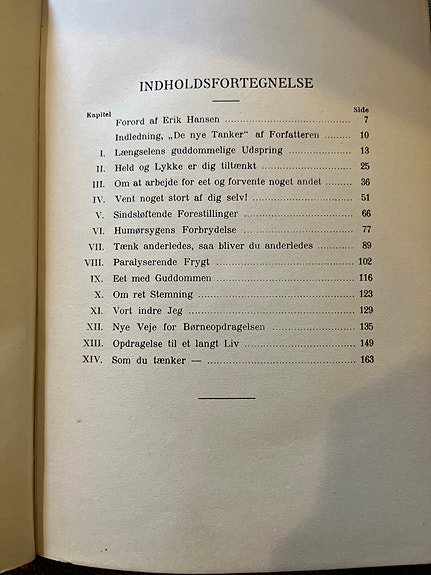 INDHOLDSFORTEGNELSE
Kapitel Side
Forord af Erik Hansen ........ 7
Indledning, „De nye Tanker“ af Forfatteren ........ 10
I. Længselens guddommelige Udspring ........ 13
II. Held og Lykke er dig tiltænkt ........ 25
III. Om at arbejde for eet og forvente noget andet ........ 36
IV. Vent noget stort af dig selv! ........ 51
V. Sindsløftende Forestillinger ........ 66
VI. Humørsygens Forbrydelse ........ 77
VII. Tænk anderledes, saa bliver du anderledes ........ 89
VIII. Paralyserende Frygt ........ 102
IX. Eet med Guddommen ........ 116
X. Om ret Stemning ........ 123
XI. Vort indre Jeg ........ 129
XII. Nye Veje for Børneopdragelsen ........ 135
XIII. Opdragelse til et langt Liv ........ 149
XIV. Som du tænker — ........ 163